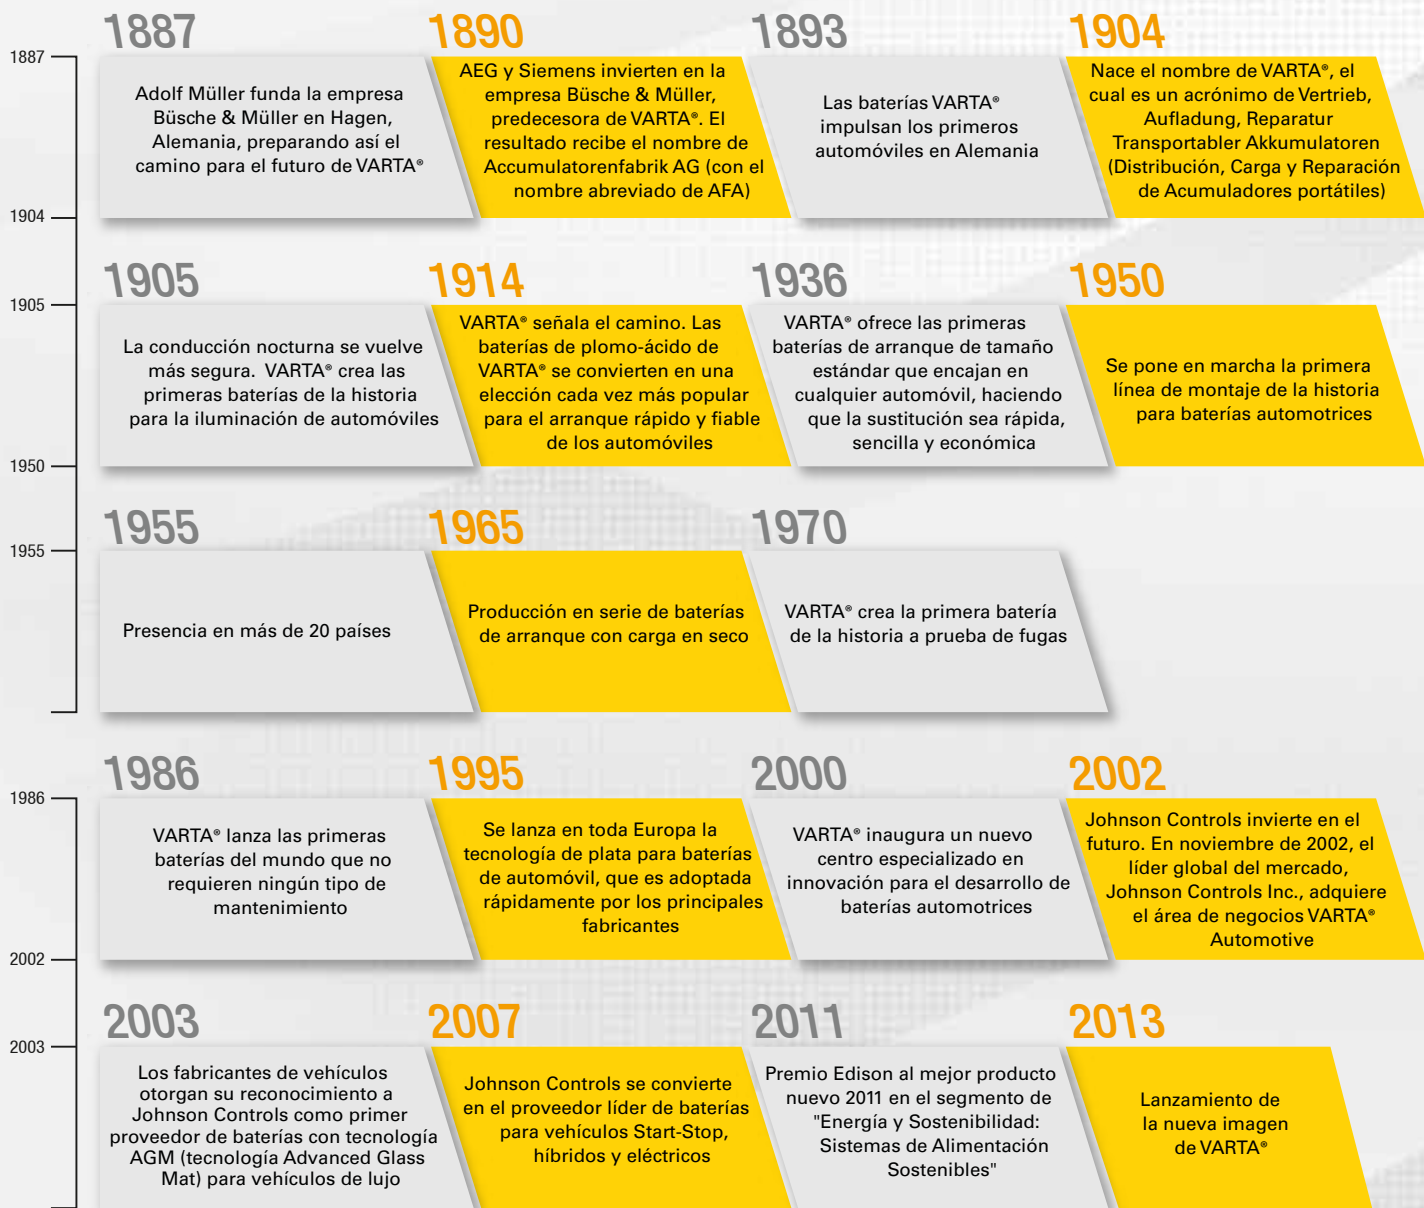 1887
1890
1893
1904
1887
Adolf Müller funda la empresa
Büsche & Müller en Hagen,
Alemania, preparando así el
camino para el futuro de VARTA®
AEG y Siemens invierten en la
empresa Büsche & Müller,
predecesora de VARTA®. El
resultado recibe el nombre de
Accumulatorenfabrik AG (con el
nombre abreviado de AFA)
Las baterías VARTA®
impulsan los primeros
automóviles en Alemania
Nace el nombre de VARTA®, el
cual es un acrónimo de Vertrieb,
Aufladung, Reparatur
Transportabler Akkumulatoren
(Distribución, Carga y Reparación
de Acumuladores portátiles)
1904
1905
1914
1936
1950
1905
La conducción nocturna se vuelve
más segura. VARTA® crea las
primeras baterías de la historia
para la iluminación de automóviles
VARTA® señala el camino. Las
baterías de plomo-ácido de
VARTA® se convierten en una
elección cada vez más popular
para el arranque rápido y fiable
de los automóviles
VARTA® ofrece las primeras
baterías de arranque de tamaño
estándar que encajan en
cualquier automóvil, haciendo
que la sustitución sea rápida,
sencilla y económica
Se pone en marcha la primera
línea de montaje de la historia
para baterías automotrices
1950
1955
1965
1970
1955
Presencia en más de 20 países
Producción en serie de baterías
de arranque con carga en seco
VARTA® crea la primera batería
de la historia a prueba de fugas
1986
1995
2000
2002
1986
VARTA® lanza las primeras
baterías del mundo que no
requieren ningún tipo de
mantenimiento
Se lanza en toda Europa la
tecnología de plata para baterías
de automóvil, que es adoptada
rápidamente por los principales
fabricantes
VARTA® inaugura un nuevo
centro especializado en
innovación para el desarrollo de
baterías automotrices
Johnson Controls invierte en el
futuro. En noviembre de 2002, el
líder global del mercado,
Johnson Controls Inc., adquiere
el área de negocios VARTA®
Automotive
2002
2003
2007
2011
2013
2003
Los fabricantes de vehículos
otorgan su reconocimiento a
Johnson Controls como primer
proveedor de baterías con tecnología
AGM (tecnología Advanced Glass
Mat) para vehículos de lujo
Johnson Controls se convierte
en el proveedor líder de baterías
para vehículos Start-Stop,
híbridos y eléctricos
Premio Edison al mejor producto
nuevo 2011 en el segmento de
"Energía y Sostenibilidad:
Sistemas de Alimentación
Sostenibles"
Lanzamiento de
la nueva imagen
de VARTA®